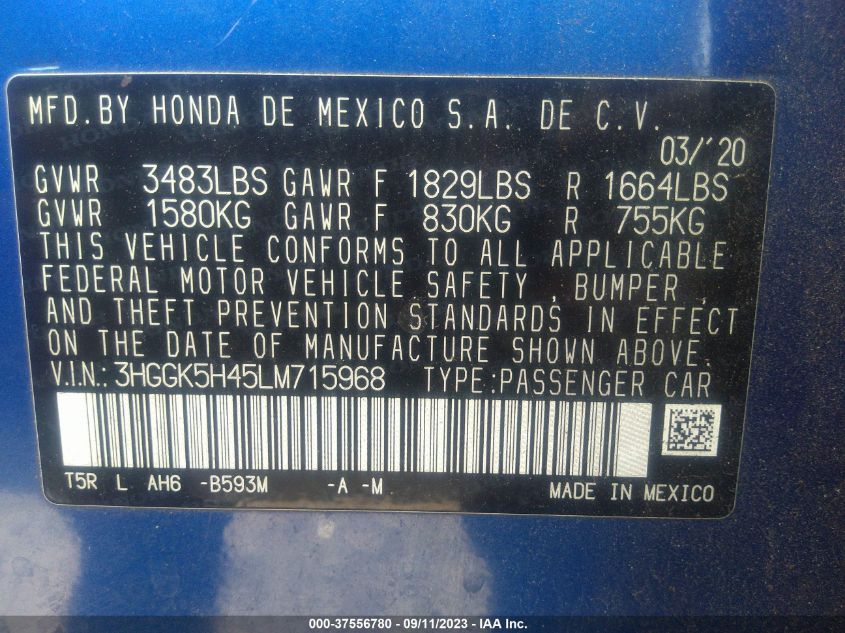 MFD.BY HONDA DE MEXICO S.A. DE C.V.
03/'20
GVWR 3483LBS GAWR F 1829LBS R 1664LBS
GVWR 1580KG GAWR F 830KG R 755KG
THIS VEHICLE CONFORMS TO ALL APPLICABLE
FEDERAL MOTOR VEHICLE SAFETY , BUMPER ,
AND THEFT PREVENTION STANDARDS IN EFFECT
ON THE DATE OF MANUFACTURE SHOWN ABOVE.
V.I.N.: 3HGGK5H45LM715968 TYPE:PASSENGER CAR
T5R L AH6 -B593M -A -M MADE IN MEXICO
000-37556780 - 09/11/2023 - IAA Inc.